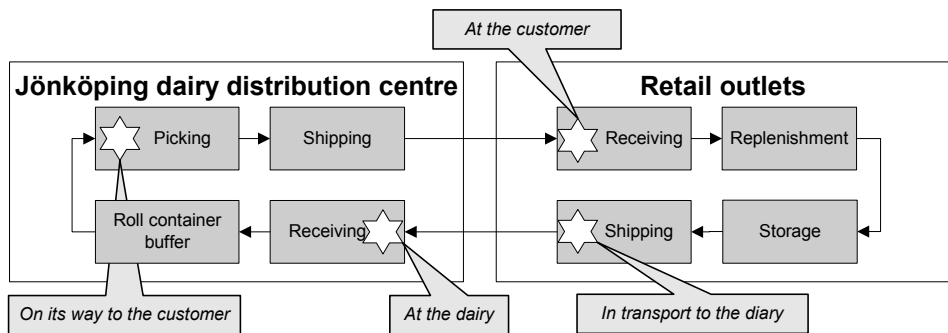 At the customer
Jönköping dairy distribution centre
Retail outlets
Picking
Shipping
Receiving
Replenishment
Roll container
buffer
Receiving
Shipping
Storage
On its way to the customer
At the dairy
In transport to the diary